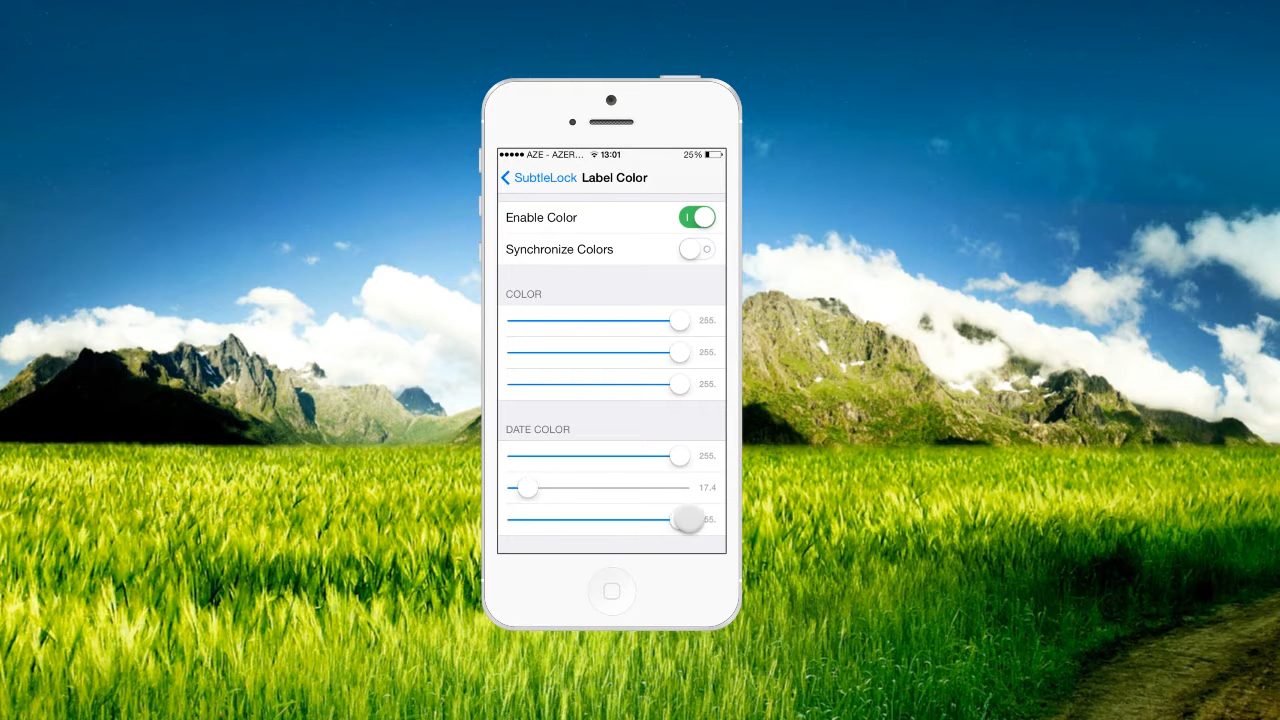 AZE - AZER... 13:01 25%
SubtleLock Label Color
Enable Color
Synchronize Colors
COLOR
255.
255.
255.
DATE COLOR
255.
17.4
55.